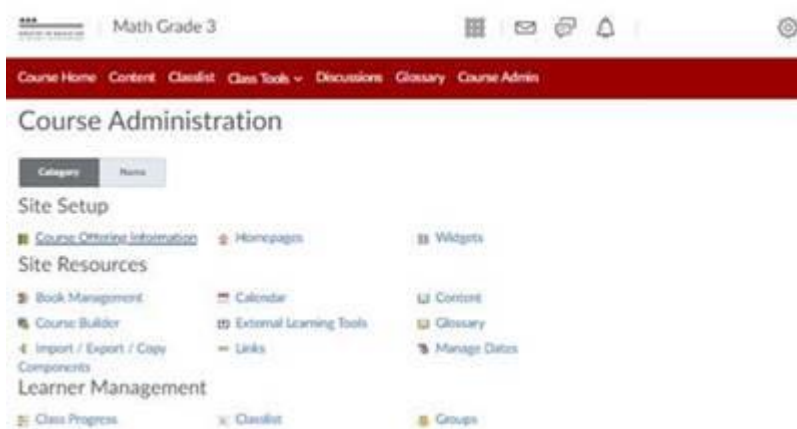 Math Grade 3
Course Home Content Classlist Class Tools Discussions Glossary Course Admin
Course Administration
Category Name
Site Setup
Course Offering Information Homepages Widgets
Site Resources
Book Management Calendar Content
Course Builder External Learning Tools Glossary
Import / Export / Copy Links Manage Dates
Components
Learner Management
Class Progress Classlist Groups